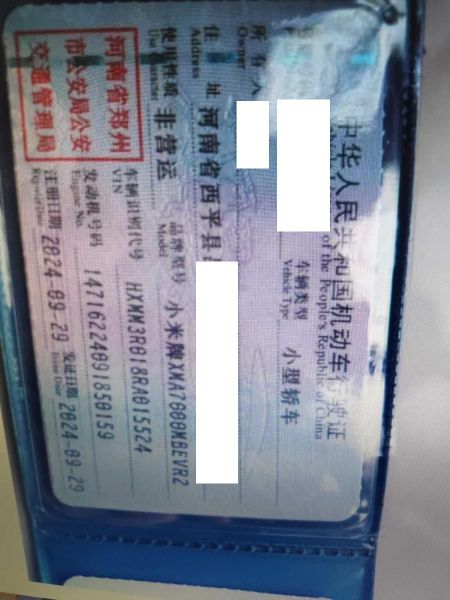 中华人民共和国机动车行驶证
of the People's Republic of China
车辆类型 小型轿车
Vehicle Type
所有人
Owner
住 址 河南省西平县
Address
使用性质 非营运 品牌型号 小米牌XMA7000MBEVR2
Use Character Model
河南省郑州市公安局公安交通管理局
车辆识别代号 HXMM3R018RA015524
VIN
发动机号码 14716224091850159
Engine No.
注册日期 2024-09-29 发证日期 2024-09-29
Register Date Issue Date